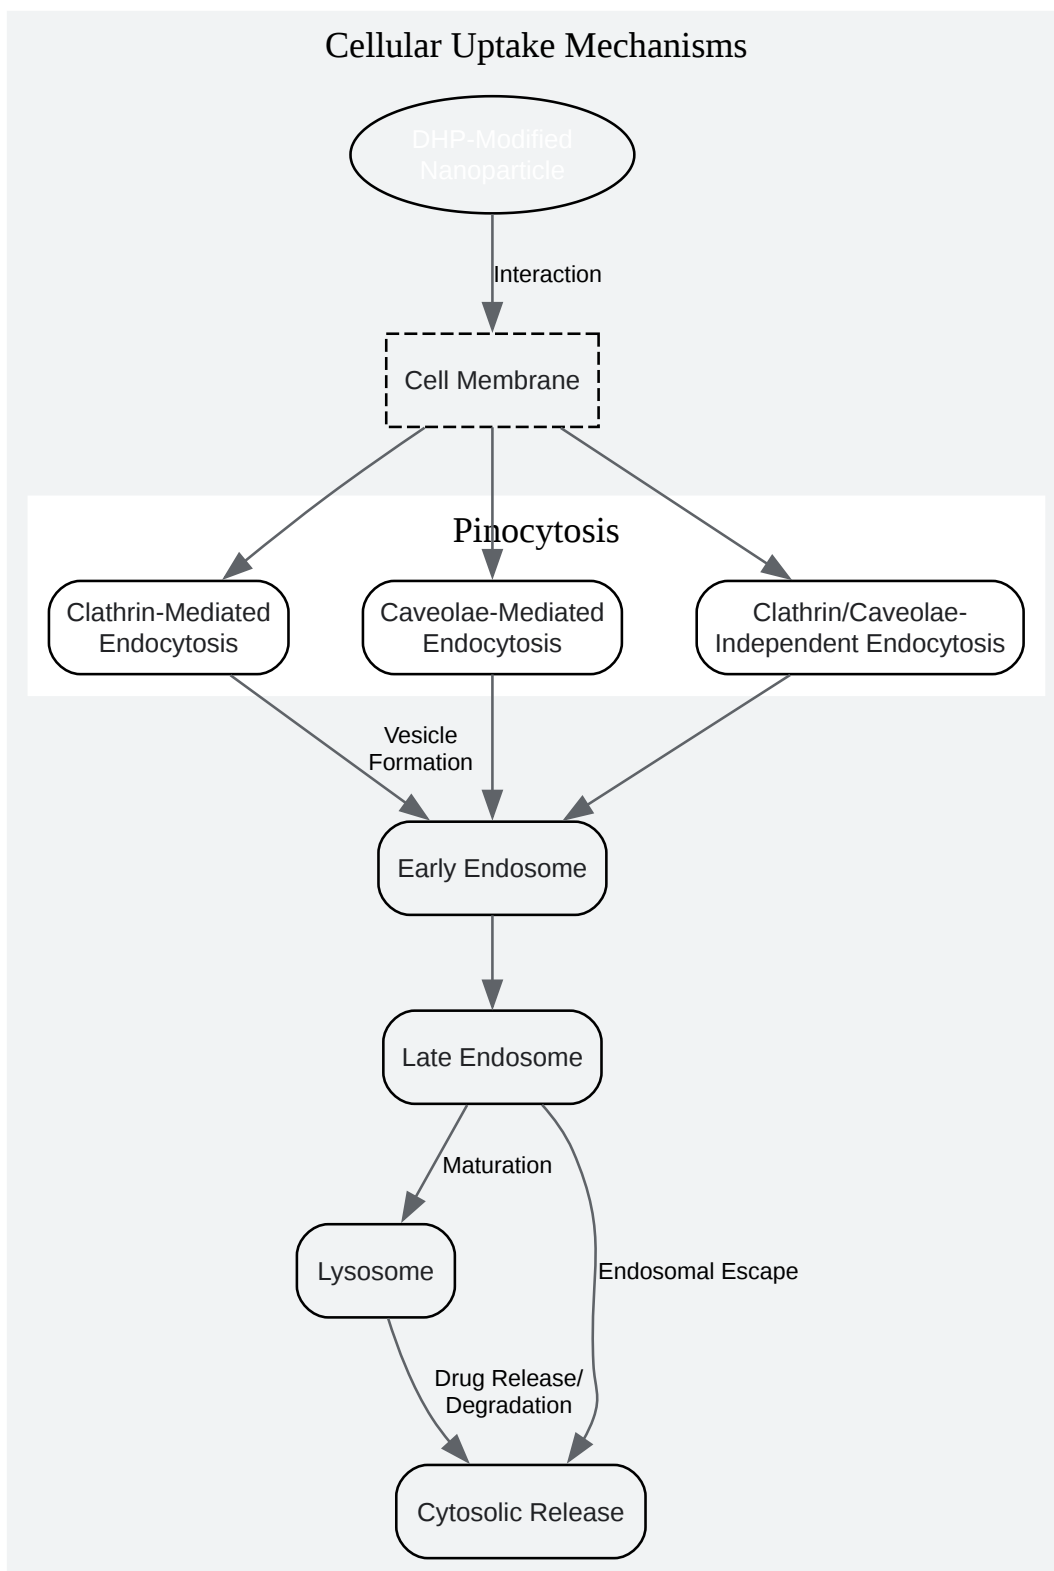 Cellular Uptake Mechanisms
DHP-Modified
Nanoparticle
Interaction
Cell Membrane
Pinocytosis
Clathrin-Mediated
Endocytosis
Caveolae-Mediated
Endocytosis
Clathrin/Caveolae-
Independent Endocytosis
Vesicle
Formation
Early Endosome
Late Endosome
Maturation
Lysosome
Endosomal Escape
Drug Release/
Degradation
Cytosolic Release